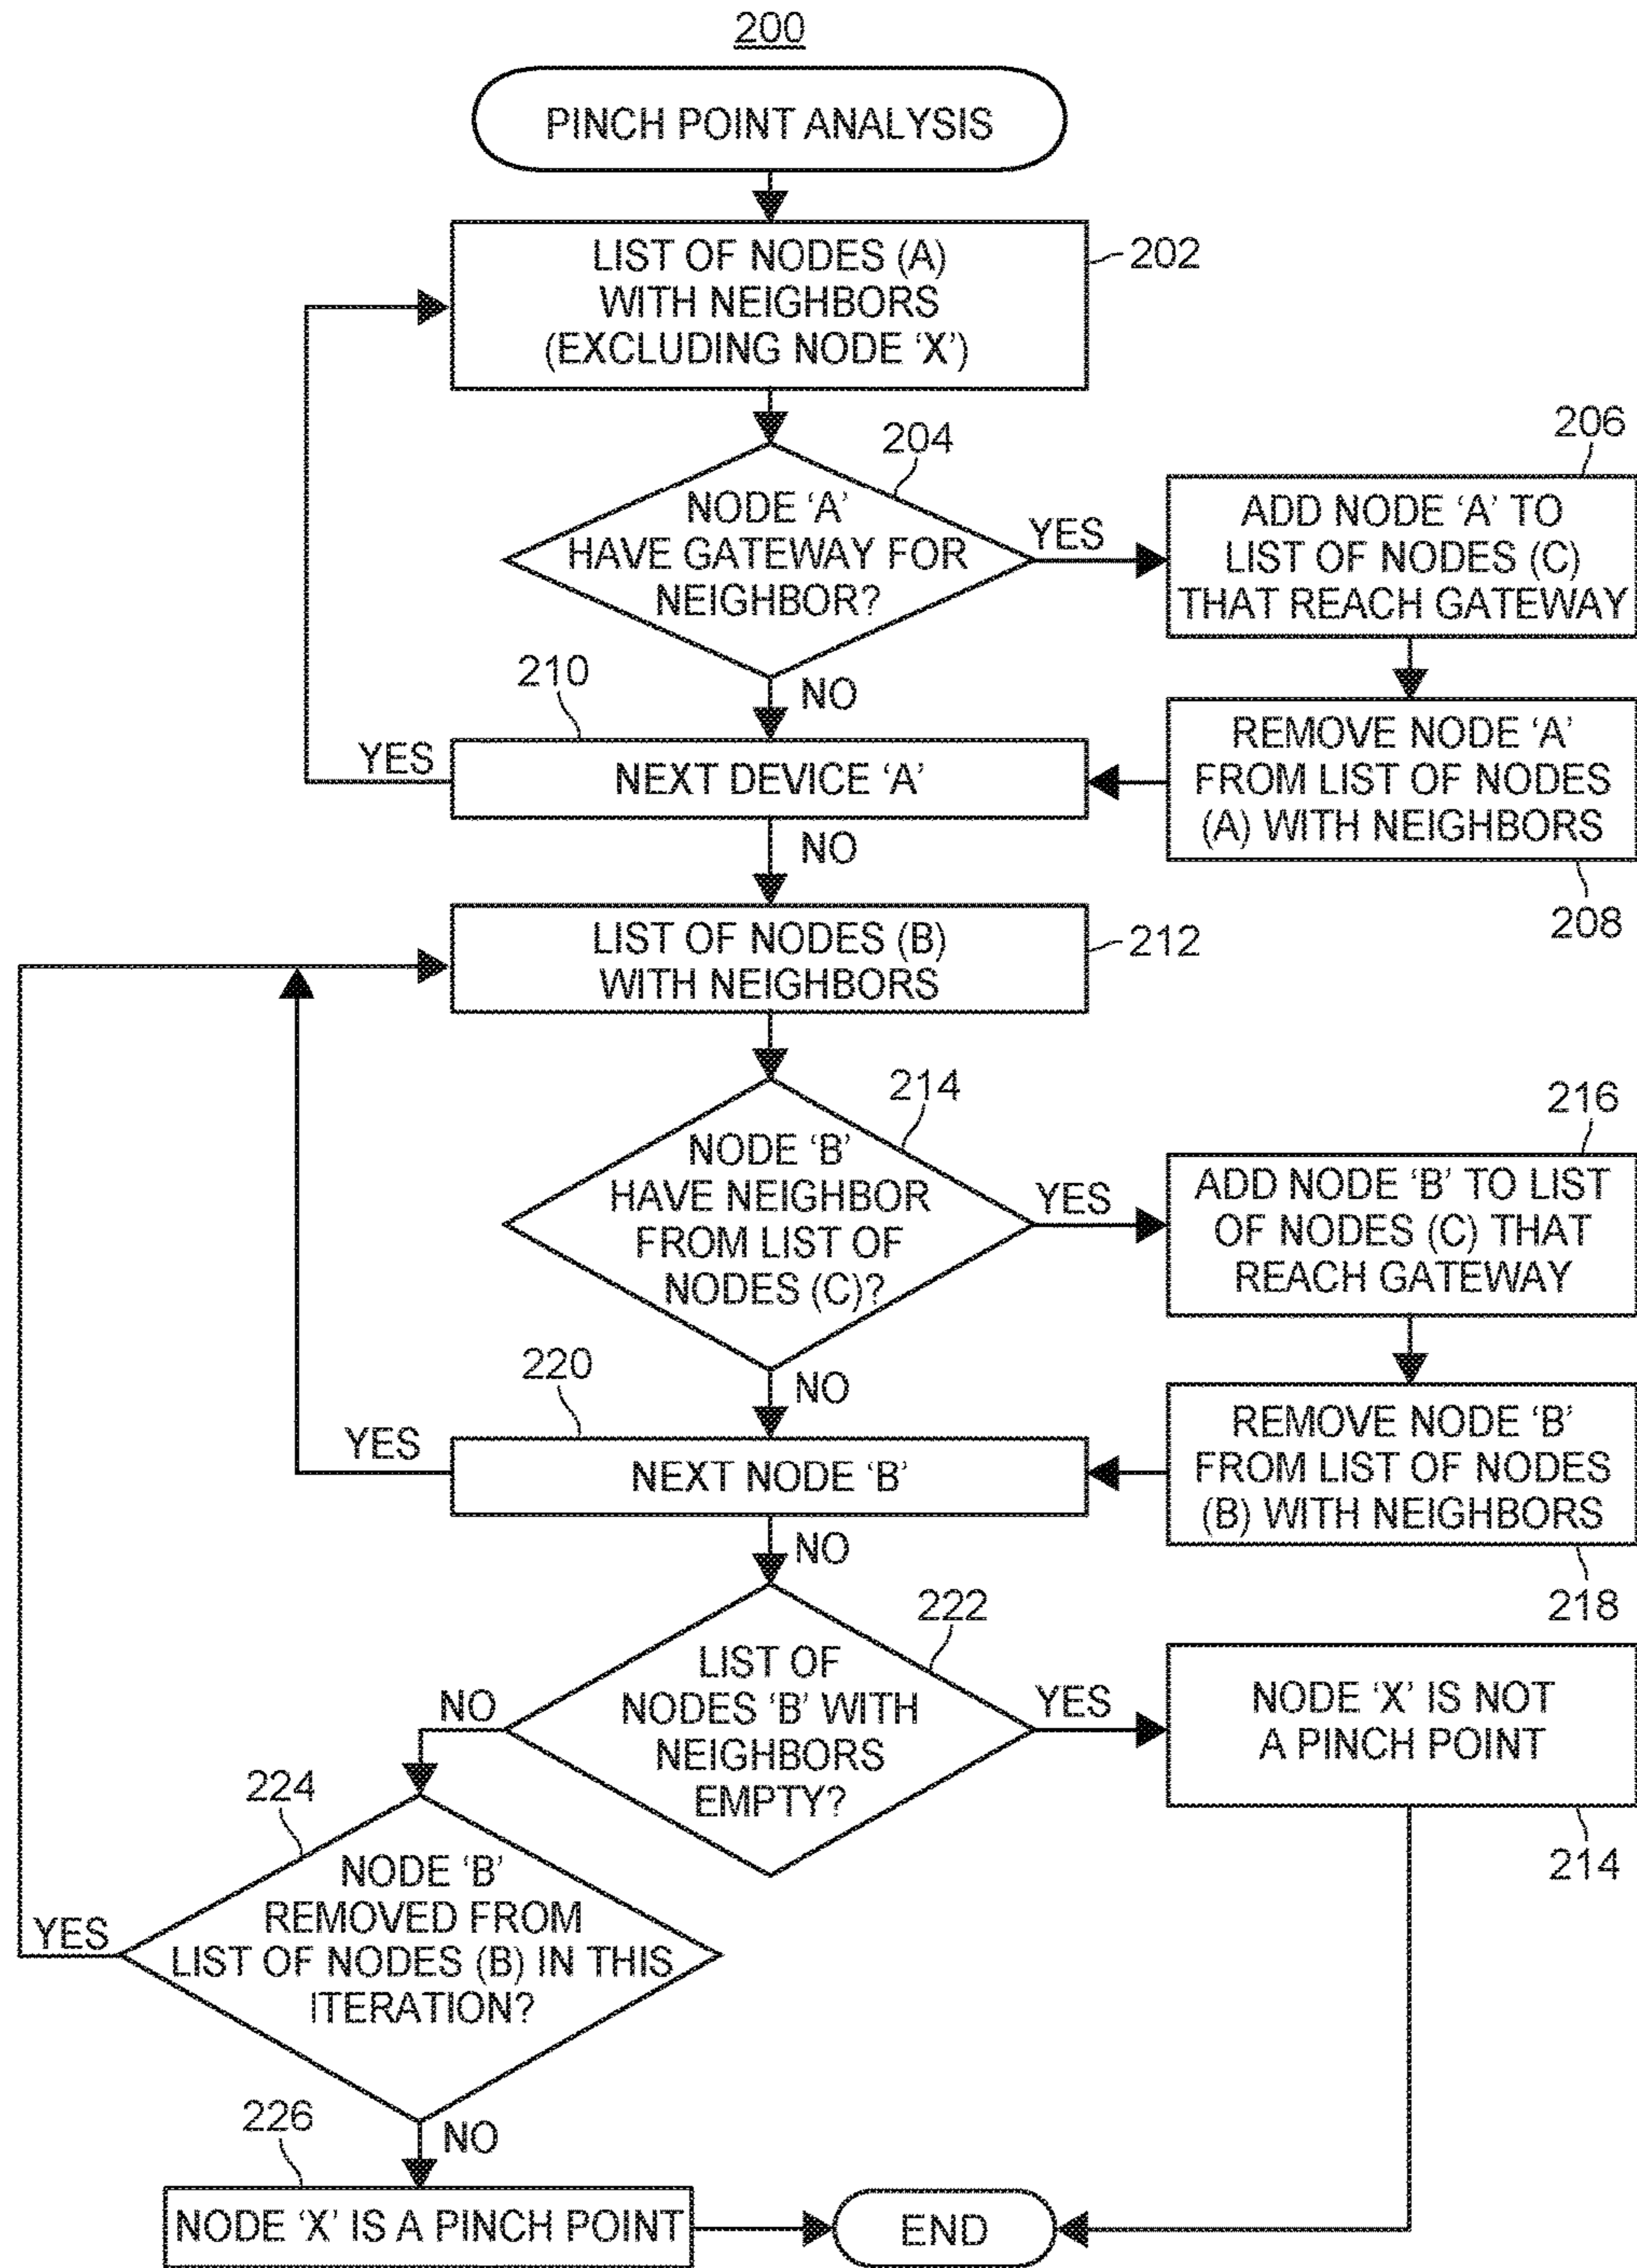 200
PINCH POINT ANALYSIS
LIST OF NODES (A)
WITH NEIGHBORS
(EXCLUDING NODE ‘X’)
202
204
NODE ‘A’
HAVE GATEWAY FOR
NEIGHBOR?
YES
206
ADD NODE ‘A’ TO
LIST OF NODES (C)
THAT REACH GATEWAY
NO
210
YES
NEXT DEVICE ‘A’
REMOVE NODE ‘A’
FROM LIST OF NODES
(A) WITH NEIGHBORS
208
NO
LIST OF NODES (B)
WITH NEIGHBORS
212
214
NODE ‘B’
HAVE NEIGHBOR
FROM LIST OF
NODES (C)?
YES
216
ADD NODE ‘B’ TO LIST
OF NODES (C) THAT
REACH GATEWAY
NO
220
YES
NEXT NODE ‘B’
REMOVE NODE ‘B’
FROM LIST OF NODES
(B) WITH NEIGHBORS
218
NO
222
LIST OF
NODES ‘B’ WITH
NEIGHBORS
EMPTY?
YES
NODE ‘X’ IS NOT
A PINCH POINT
214
NO
224
NODE ‘B’
REMOVED FROM
LIST OF NODES (B) IN THIS
ITERATION?
YES
NO
226
NODE ‘X’ IS A PINCH POINT
END